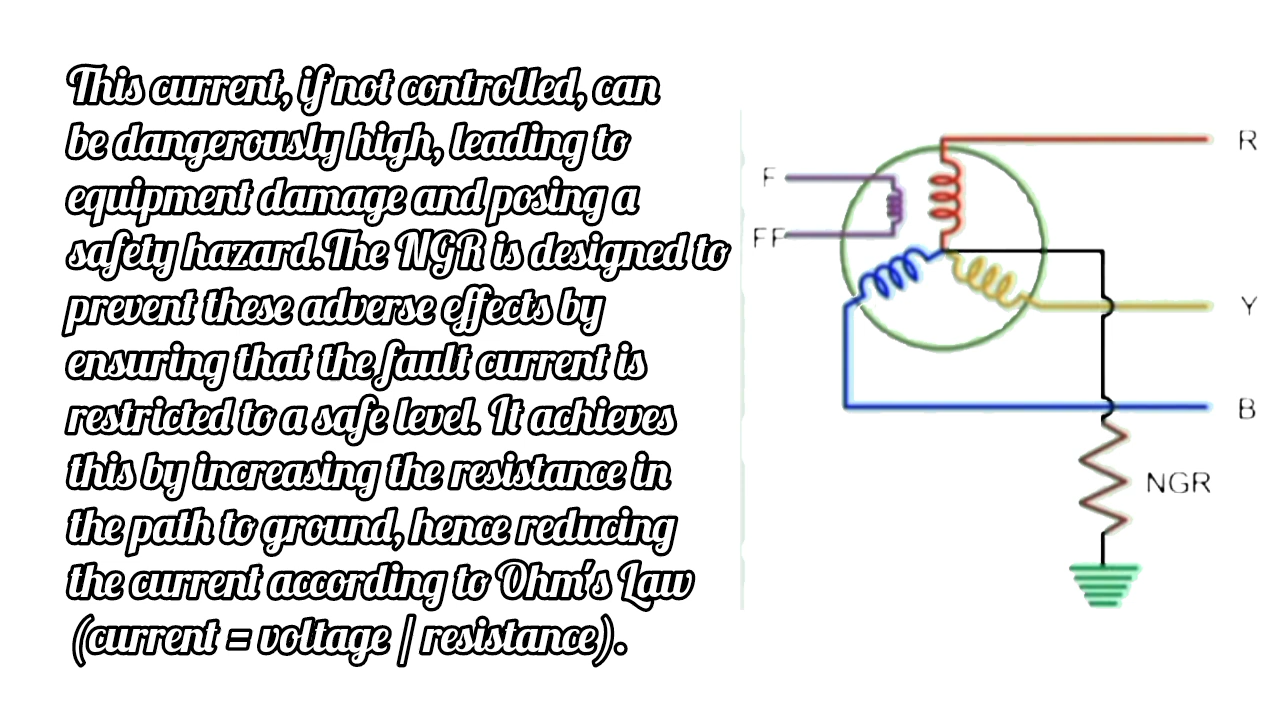 This current, if not controlled, can
be dangerously high, leading to
equipment damage and posing a
safety hazard.The NGR is designed to
prevent these adverse effects by
ensuring that the fault current is
restricted to a safe level. It achieves
this by increasing the resistance in
the path to ground, hence reducing
the current according to Ohm's Law
(current = voltage / resistance).
R
F
FF
Y
B
NGR